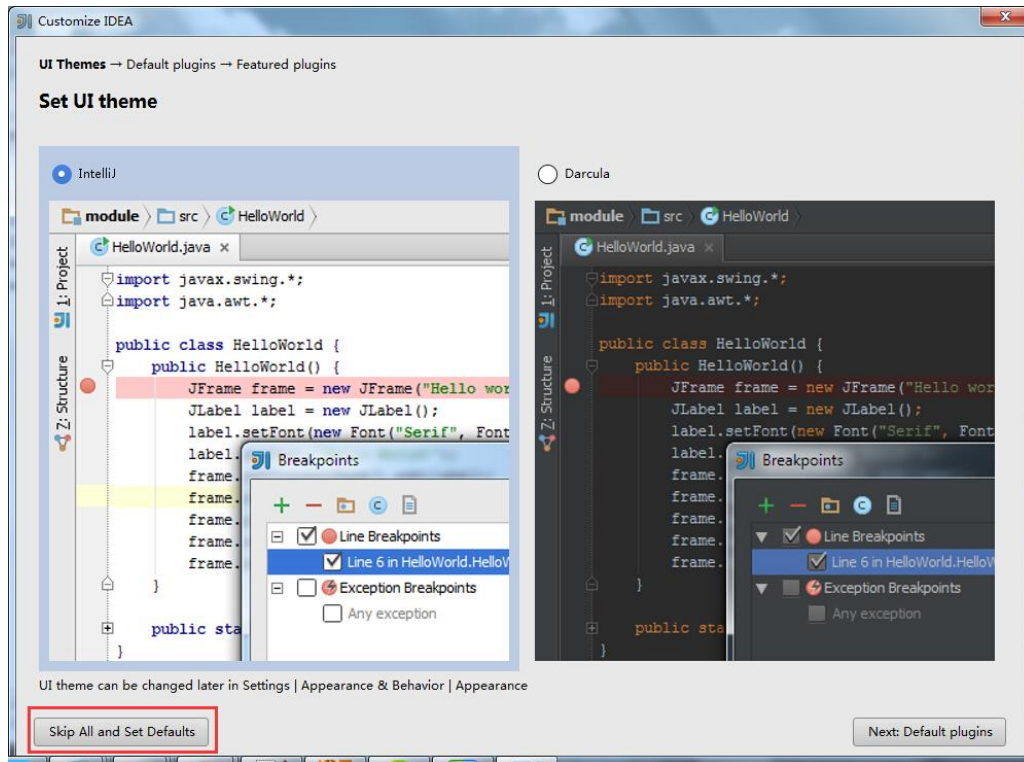 Customize IDEA
UI Themes → Default plugins → Featured plugins
Set UI theme
IntelliJ
module
src
HelloWorld
HelloWorld.java
1: Project
Z: Structure
import javax.swing.*;
import java.awt.*;
public class HelloWorld {
public HelloWorld() {
JFrame frame = new JFrame("Hello wor
JLabel label = new JLabel();
label.setFont(new Font("Serif", Font
label.
frame.
frame.
frame.
frame.
frame.
}
public sta
}
Breakpoints
Line Breakpoints
Line 6 in HelloWorld.HelloW
Exception Breakpoints
Any exception
Darcula
module
src
HelloWorld
HelloWorld.java
1: Project
Z: Structure
import javax.swing.*;
import java.awt.*;
public class HelloWorld {
public HelloWorld() {
JFrame frame = new JFrame("Hello wor
JLabel label = new JLabel();
label.setFont(new Font("Serif", Font
label.
frame.
frame.
frame.
frame.
frame.
}
public sta
}
Breakpoints
Line Breakpoints
Line 6 in HelloWorld.HelloW
Exception Breakpoints
Any exception
UI theme can be changed later in Settings | Appearance & Behavior | Appearance
Skip All and Set Defaults
Next: Default plugins